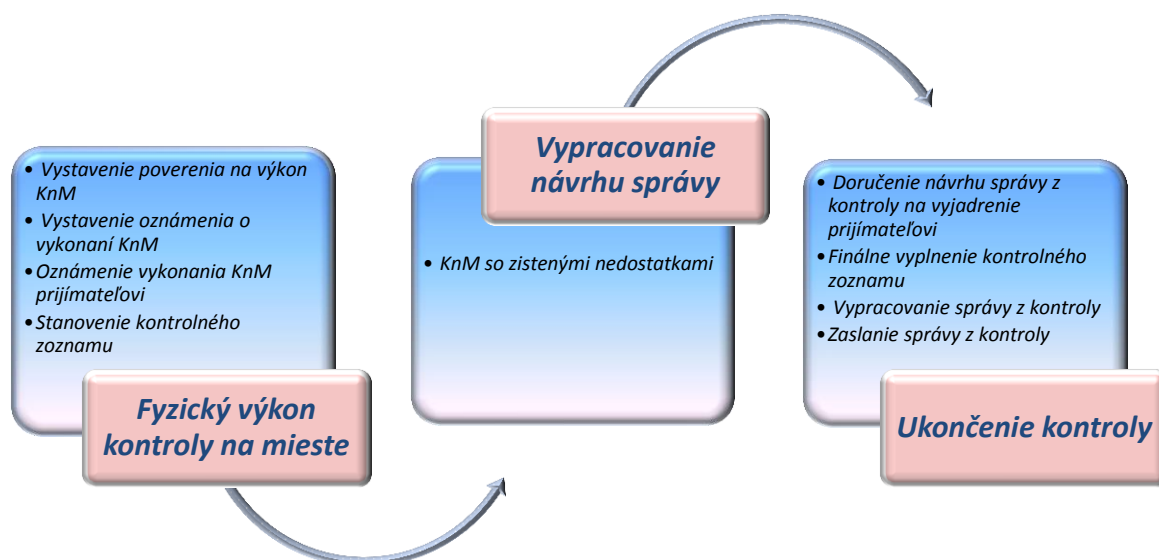 • Vystavenie poverenia na výkon
KnM
• Vystavenie oznámenia o
vykonaní KnM
• Oznámenie vykonania KnM
prijímateľovi
• Stanovenie kontrolného
zoznamu
Fyzický výkon
kontroly na mieste
Vypracovanie
návrhu správy
• KnM so zistenými nedostatkami
• Doručenie návrhu správy z
kontroly na vyjadrenie
prijímateľovi
• Finálne vyplnenie kontrolného
zoznamu
• Vypracovanie správy z kontroly
• Zaslanie správy z kontroly
Ukončenie kontroly